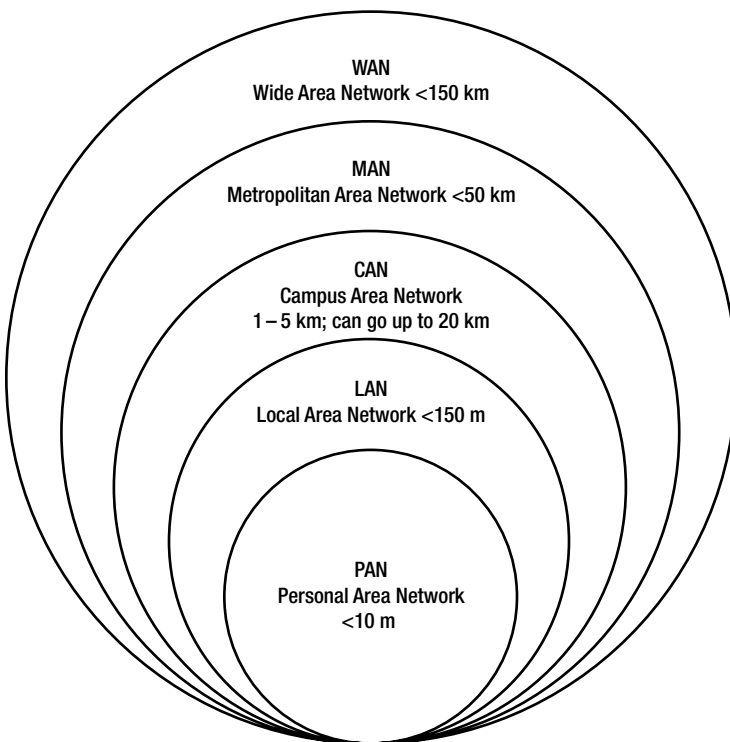 WAN
Wide Area Network <150 km
MAN
Metropolitan Area Network <50 km
CAN
Campus Area Network
1 – 5 km; can go up to 20 km
LAN
Local Area Network <150 m
PAN
Personal Area Network
<10 m